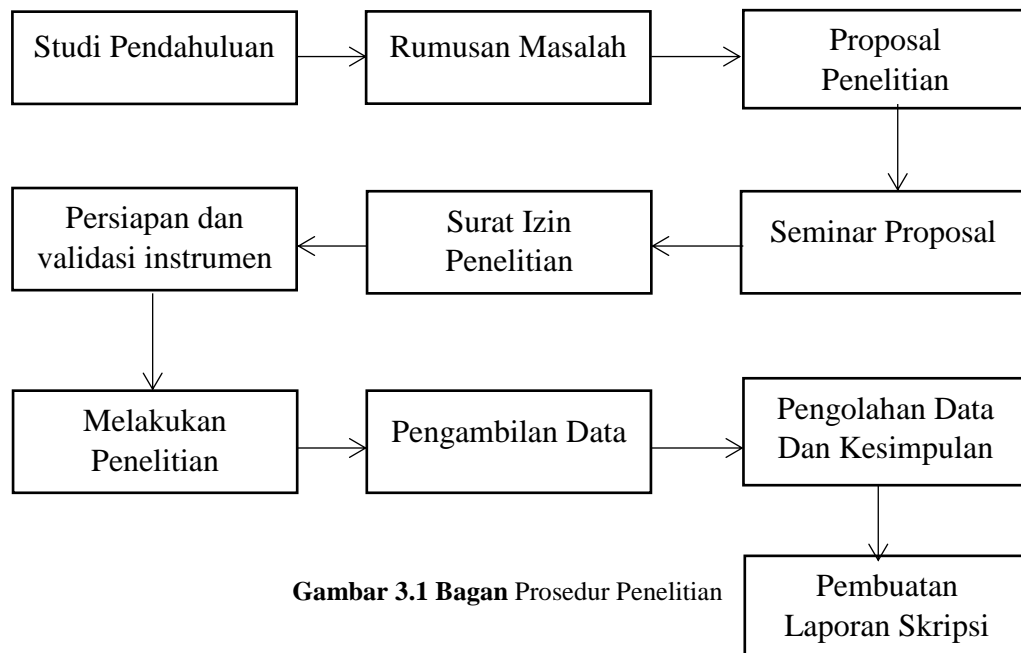 Studi Pendahuluan
Rumusan Masalah
Proposal
Penelitian
Seminar Proposal
Surat Izin
Penelitian
Persiapan dan
validasi instrumen
Melakukan
Penelitian
Pengambilan Data
Pengolahan Data
Dan Kesimpulan
Pembuatan
Laporan Skripsi
Gambar 3.1 Bagan Prosedur Penelitian